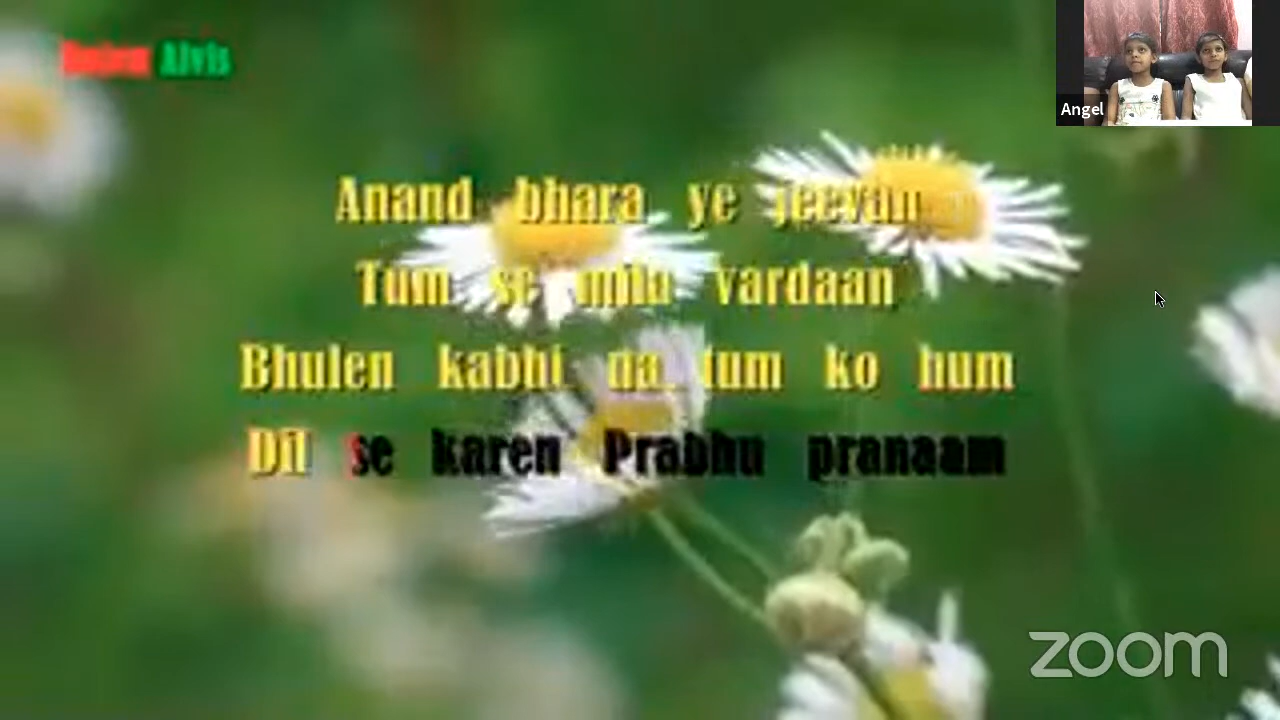 Alvis
Angel
Anand bhara ye jeevan
Tum se mila vardaan
Bhulen kabhi na tum ko hum
Dil se karen Prabhu pranaam
zoom